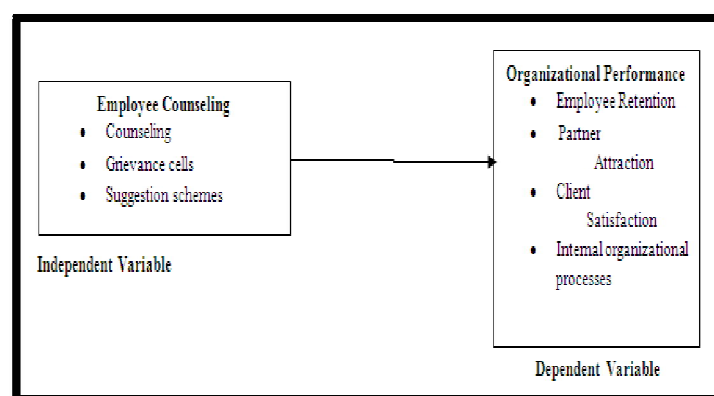 Employee Counseling
• Counseling
• Grievance cells
• Suggestion schemes
Independent Variable
Organizational Performance
• Employee Retention
• Partner
Attraction
• Client
Satisfaction
• Internal organizational
processes
Dependent Variable